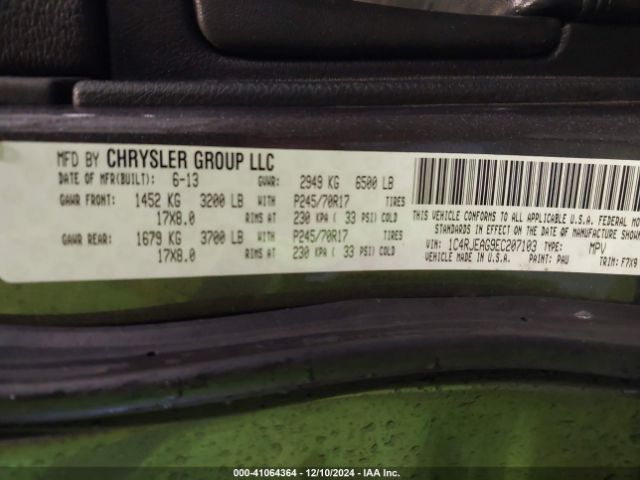 MFD BY CHRYSLER GROUP LLC
DATE OF MFR(BUILT): 6-13 GVWR: 2949 KG 6500 LB
GAWR FRONT: 1452 KG 3200 LB WITH P245/70R17 TIRES
17X8.0 RIMS AT 230 KPA ( 33 PSI) COLD
GAWR REAR: 1679 KG 3700 LB WITH P245/70R17 TIRES
17X8.0 RIMS AT 230 KPA ( 33 PSI) COLD
THIS VEHICLE CONFORMS TO ALL APPLICABLE U.S.A. FEDERAL MO
STANDARDS IN EFFECT ON THE DATE OF MANUFACTURE SHOWN
VIN: 1C4RJEAG9EC207103 TYPE: MPV
VEHICLE MADE IN U.S.A. PAINT: PAU TRIM: F7X9
000-41064364 - 12/10/2024 - IAA Inc.